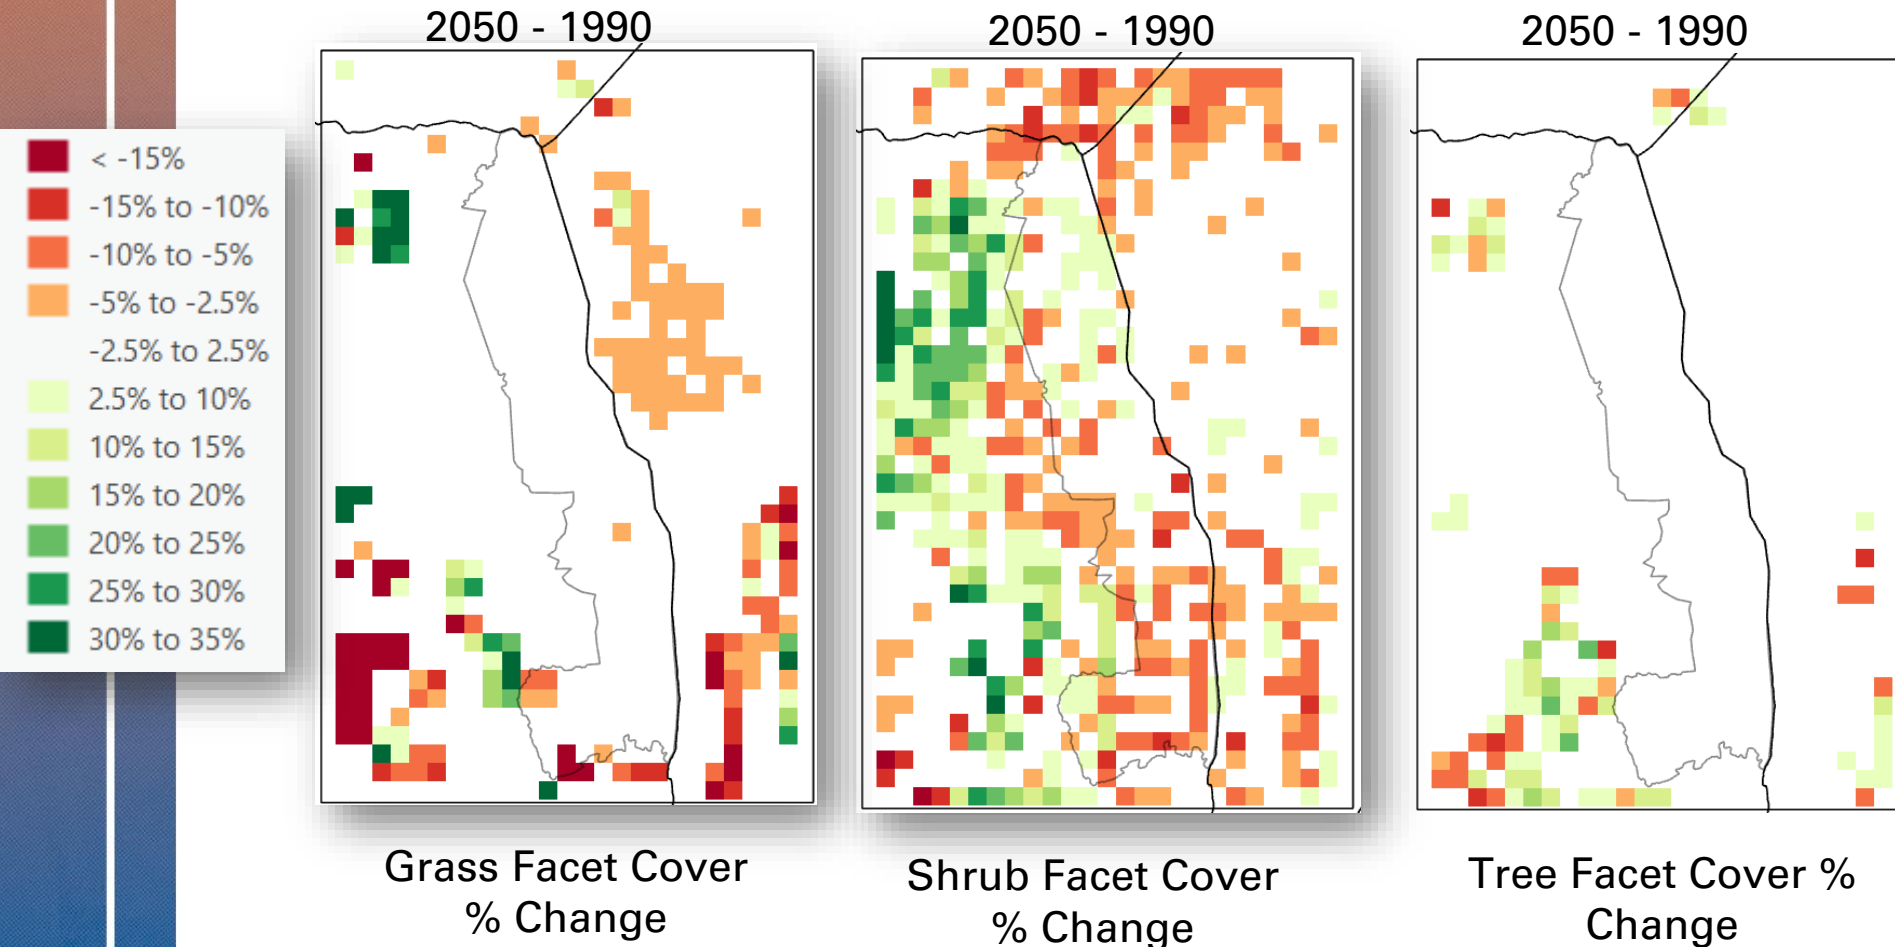 2050 - 1990
2050 - 1990
2050 - 1990
< -15%
-15% to -10%
-10% to -5%
-5% to -2.5%
-2.5% to 2.5%
2.5% to 10%
10% to 15%
15% to 20%
20% to 25%
25% to 30%
30% to 35%
Grass Facet Cover
% Change
Shrub Facet Cover
% Change
Tree Facet Cover %
Change